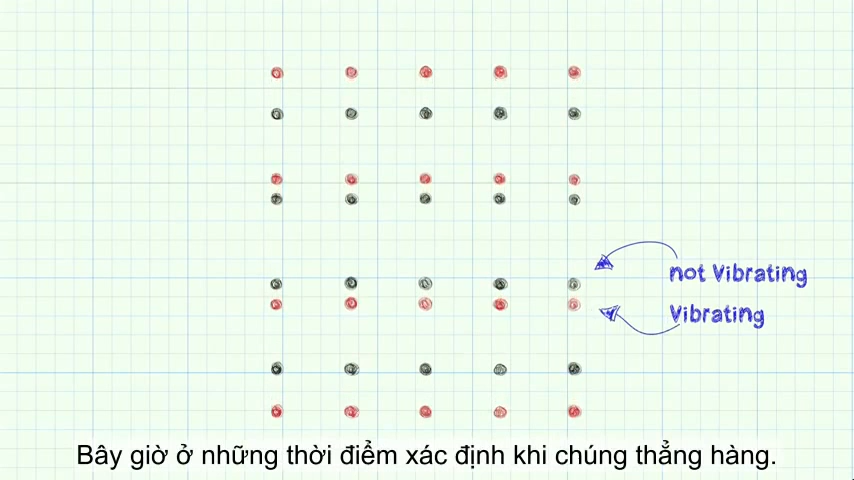 not Vibrating
Vibrating
Bây giờ ở những thời điểm xác định khi chúng thẳng hàng.